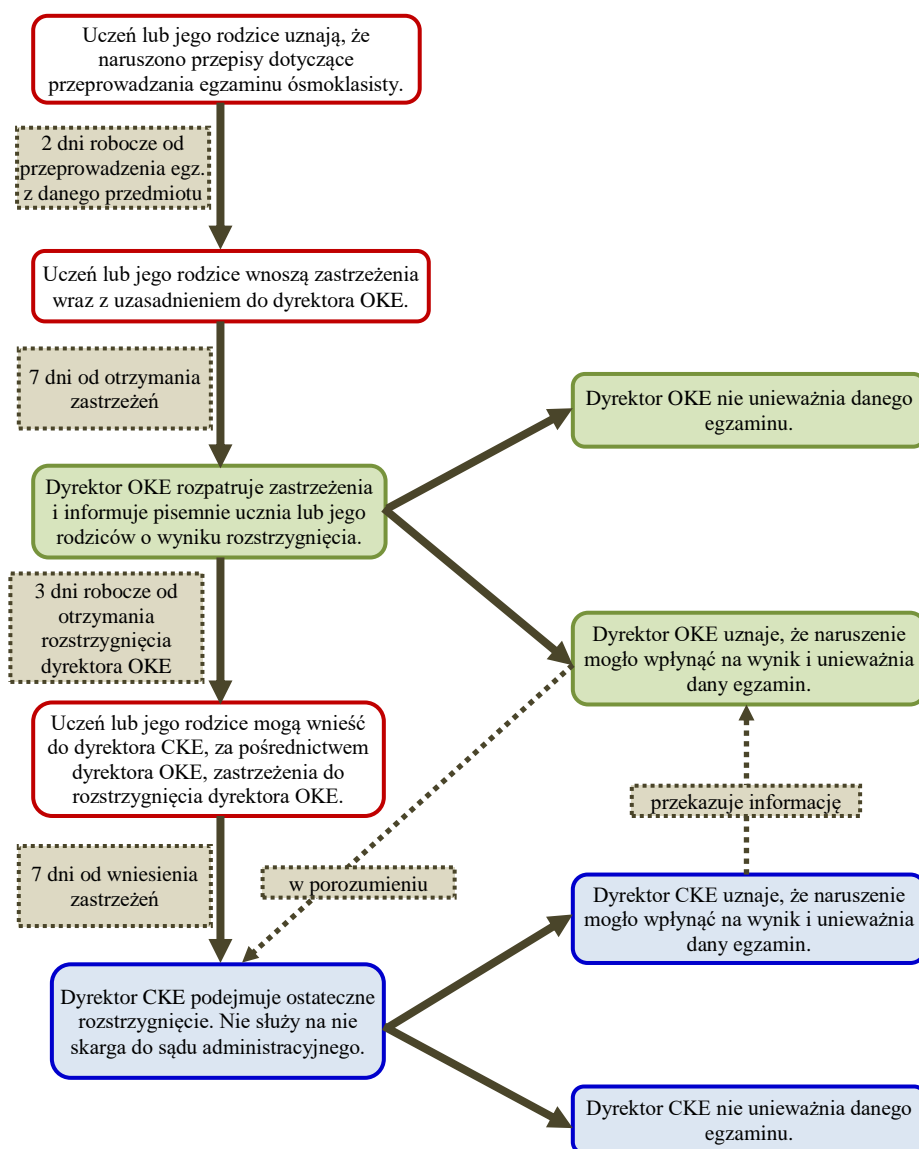 Uczeń lub jego rodzice uznają, że
naruszono przepisy dotyczące
przeprowadzania egzaminu ósmoklasisty.
2 dni robocze od
przeprowadzenia egz.
z danego przedmiotu
Uczeń lub jego rodzice wnoszą zastrzeżenia
wraz z uzasadnieniem do dyrektora OKE.
7 dni od otrzymania
zastrzeżeń
Dyrektor OKE nie unieważnia danego
egzaminu.
Dyrektor OKE rozpatruje zastrzeżenia
i informuje pisemnie ucznia lub jego
rodziców o wyniku rozstrzygnięcia.
3 dni robocze od
otrzymania
rozstrzygnięcia
dyrektora OKE
Dyrektor OKE uznaje, że naruszenie
mogło wpłynąć na wynik i unieważnia
dany egzamin.
Uczeń lub jego rodzice mogą wnieść
do dyrektora CKE, za pośrednictwem
dyrektora OKE, zastrzeżenia do
rozstrzygnięcia dyrektora OKE.
przekazuje informację
7 dni od wniesienia
zastrzeżeń
w porozumieniu
Dyrektor CKE uznaje, że naruszenie
mogło wpłynąć na wynik i unieważnia
dany egzamin.
Dyrektor CKE podejmuje ostateczne
rozstrzygnięcie. Nie służy na nie
skarga do sądu administracyjnego.
Dyrektor CKE nie unieważnia danego
egzaminu.